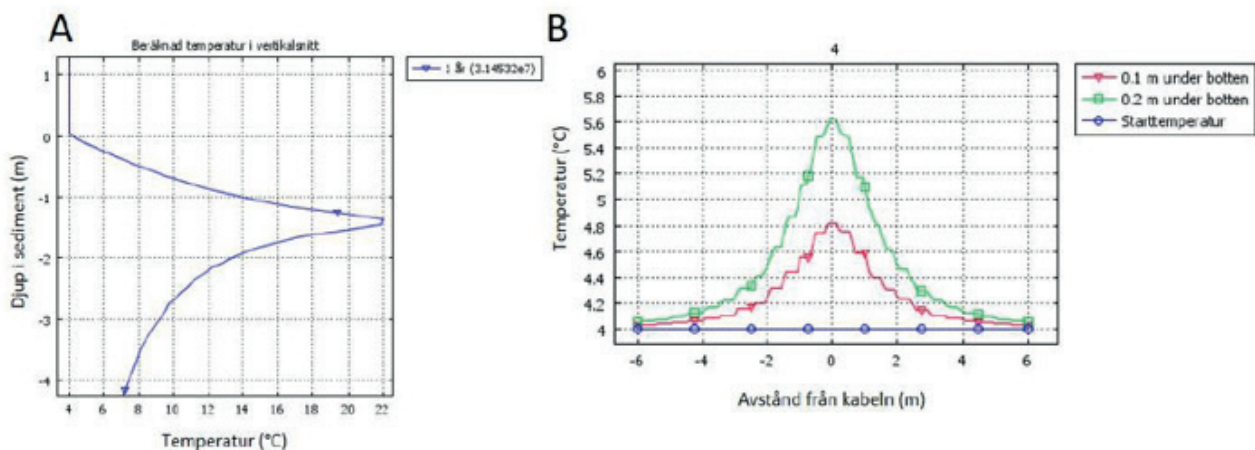 A
Beräknad temperatur i vertikalsnitt
1 år (3.14532e7)
Djup i sediment (m)
1
0
-1
-2
-3
-4
4 6 8 10 12 14 16 18 20 22
Temperatur (°C)
B
4
0.1 m under botten
0.2 m under botten
Starttemperatur
Temperatur (°C)
6
5.8
5.6
5.4
5.2
5
4.8
4.6
4.4
4.2
4
-6 -4 -2 0 2 4 6
Avstånd från kabeln (m)